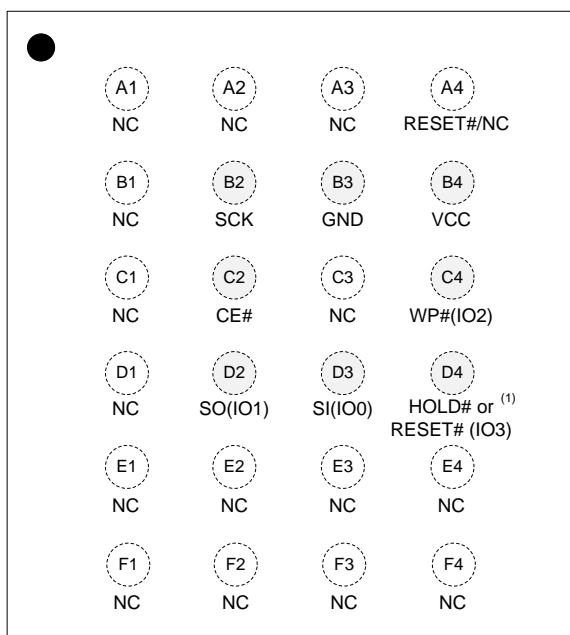 A1 A2 A3 A4
NC NC NC RESET#/NC
B1 B2 B3 B4
NC SCK GND VCC
C1 C2 C3 C4
NC CE# NC WP#(IO2)
D1 D2 D3 D4
NC SO(IO1) SI(IO0) HOLD# or (1)
RESET# (IO3)
E1 E2 E3 E4
NC NC NC NC
F1 F2 F3 F4
NC NC NC NC